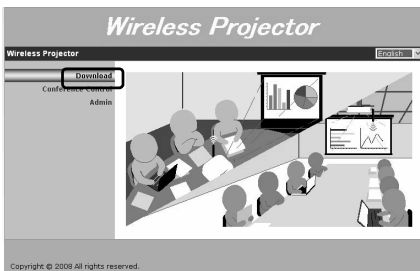 Wireless Projector
Wireless Projector
English
Download
Conference Control
Admin
Copyright © 2008 All rights reserved.